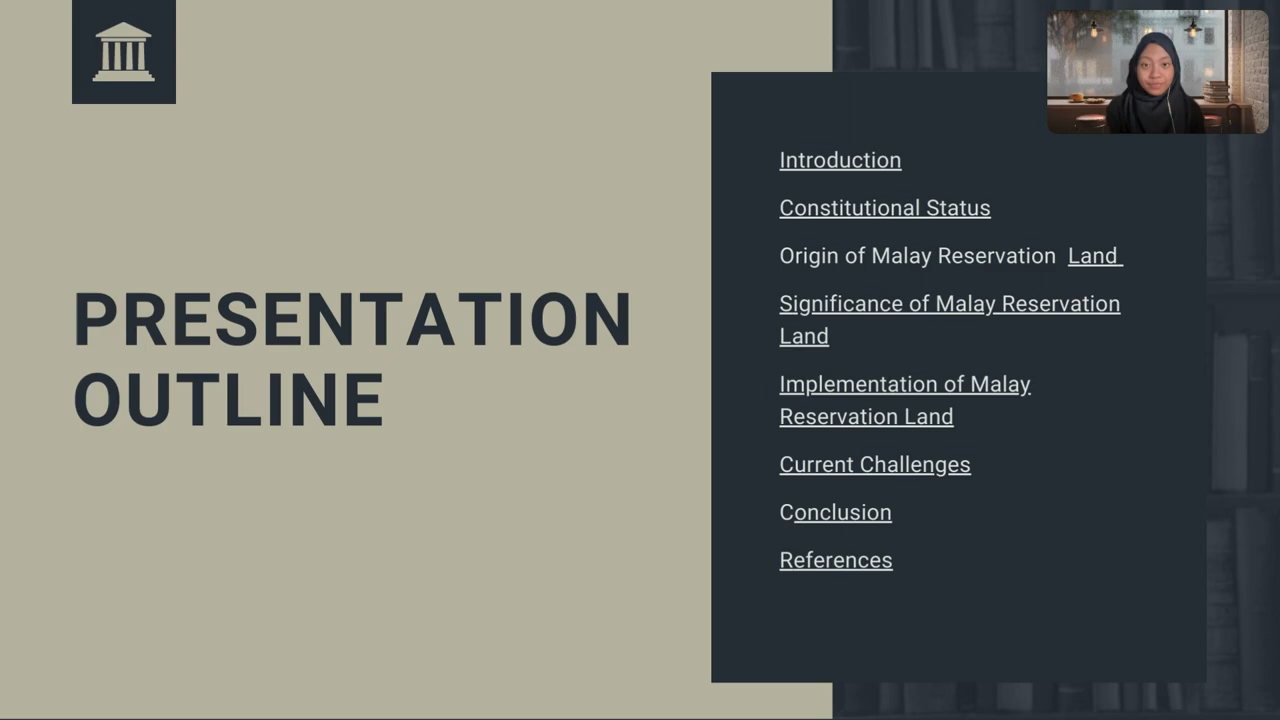 PRESENTATION
OUTLINE
Introduction
Constitutional Status
Origin of Malay Reservation Land
Significance of Malay Reservation
Land
Implementation of Malay
Reservation Land
Current Challenges
Conclusion
References